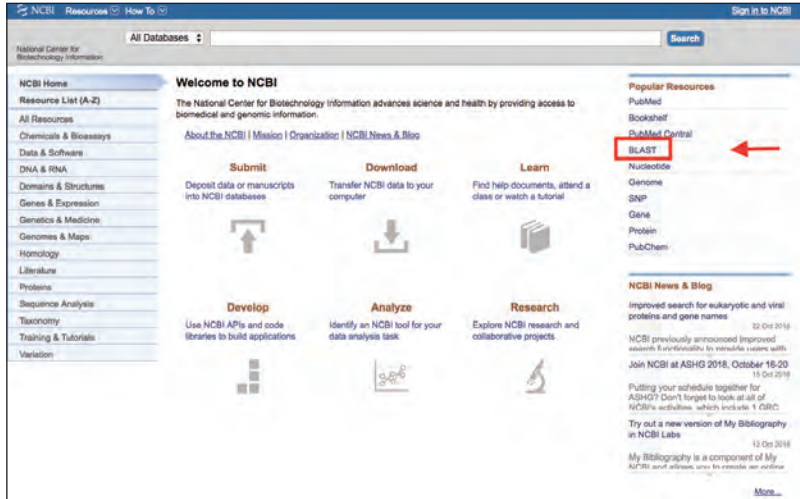 NCBI Resources How To Sign in to NCBI
National Center for
Biotechnology Information
All Databases Search
NCBI Home
Resource List (A-Z)
All Resources
Chemicals & Bioassays
Data & Software
DNA & RNA
Domains & Structures
Genes & Expression
Genetics & Medicine
Genomes & Maps
Homology
Literature
Proteins
Sequence Analysis
Taxonomy
Training & Tutorials
Variation
Welcome to NCBI
The National Center for Biotechnology Information advances science and health by providing access to
biomedical and genomic information.
About the NCBI | Mission | Organization | NCBI News & Blog
Submit
Deposit data or manuscripts
into NCBI databases
Download
Transfer NCBI data to your
computer
Learn
Find help documents, attend a
class or watch a tutorial
Develop
Use NCBI APIs and code
libraries to build applications
Analyze
Identify an NCBI tool for your
data analysis task
Research
Explore NCBI research and
collaborative projects
Popular Resources
PubMed
Bookshelf
PubMed Central
BLAST
Nucleotide
Genome
SNP
Gene
Protein
PubChem
NCBI News & Blog
Improved search for eukaryotic and viral
proteins and gene names
22 Oct 2018
NCBI previously announced improved
search functionality to provide users with
Join NCBI at ASHG 2018, October 16-20
15 Oct 2018
Putting your schedule together for
ASHG? Don't forget to look at all of
NCBI's activities, which include 1 GRC
Try out a new version of My Bibliography
in NCBI Labs
12 Oct 2018
My Bibliography is a component of My
NCBI and allows you to create an online
More...